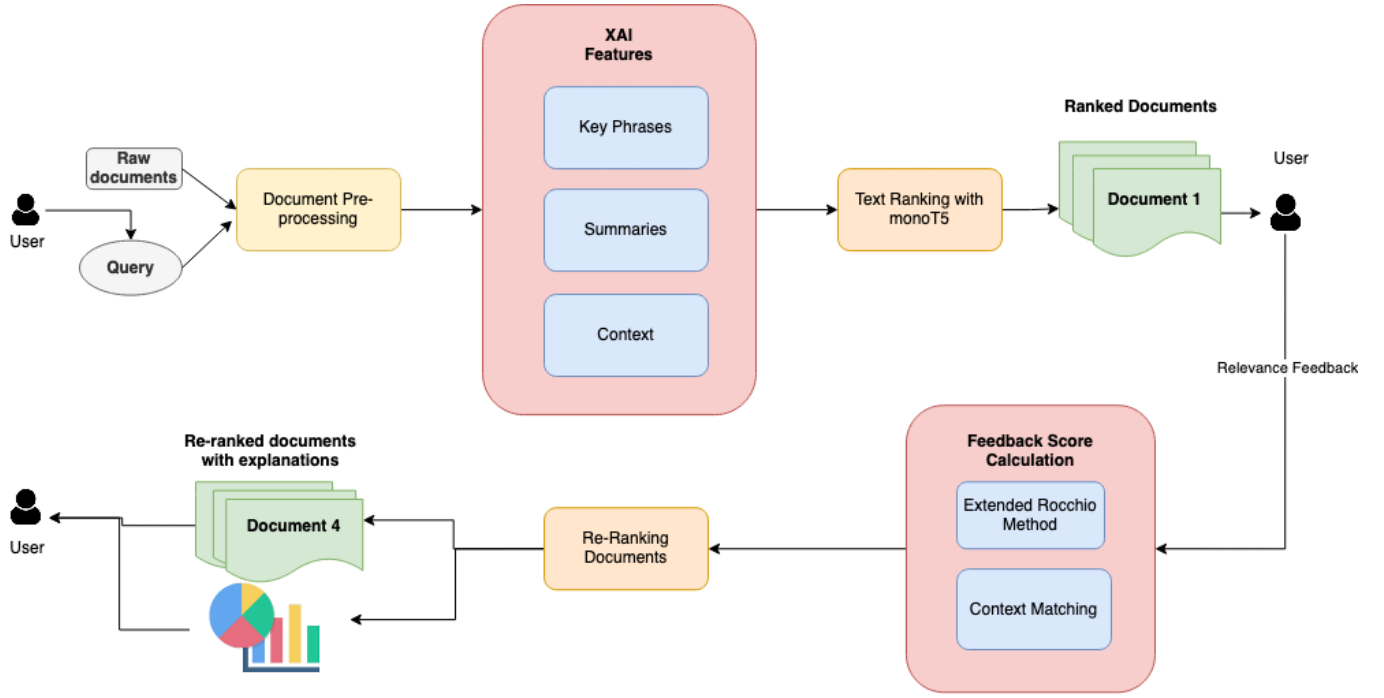 XAI
Features
Key Phrases
Summaries
Context
Raw
documents
User
Query
Document Pre-
processing
Text Ranking with
monoT5
Ranked Documents
Document 1
User
Relevance Feedback
Feedback Score
Calculation
Extended Rocchio
Method
Context Matching
Re-Ranking
Documents
Re-ranked documents
with explanations
Document 4
User